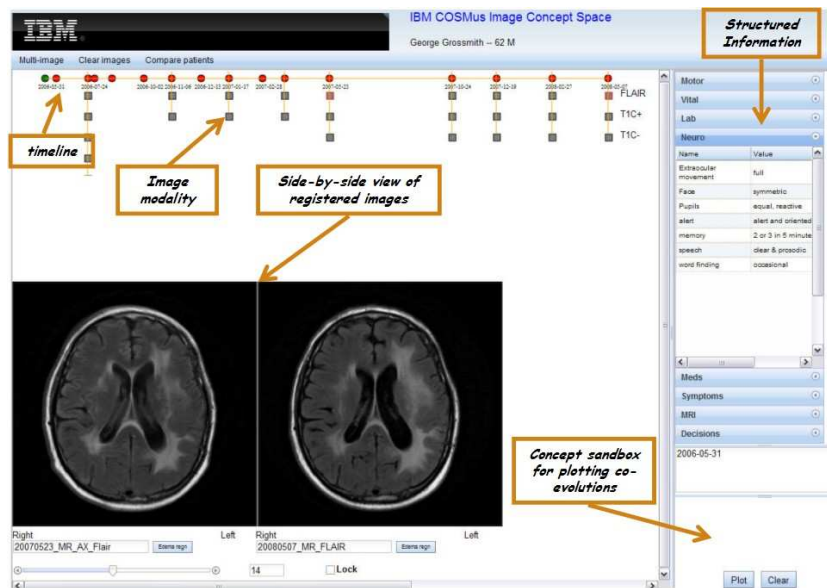 IBM
IBM COSMus Image Concept Space
George Grossmith -- 62 M
Structured
Information
Multi-image Clear images Compare patients
2006-05-31 2006-07-24 2006-10-02 2006-11-06 2006-12-13 2007-01-17 2007-02-28 2007-05-23 2007-10-24 2007-12-19 2008-02-27 2008-05-07
FLAIR
T1C+
T1C-
timeline
Image
modality
Side-by-side view of
registered images
Motor
Vital
Lab
Neuro
Name Value
Extraocular
movement full
Face symmetric
Pupils equal, reactive
alert alert and oriented
memory 2 or 3 in 5 minute
speech clear & prosodic
word finding occasional
Meds
Symptoms
MRI
Decisions
2006-05-31
Concept sandbox
for plotting co-
evolutions
Right Left Right Left
20070523_MR_AX_Flair Edema regn 20080507_MR_FLAIR Edema regn
14 Lock
Plot Clear